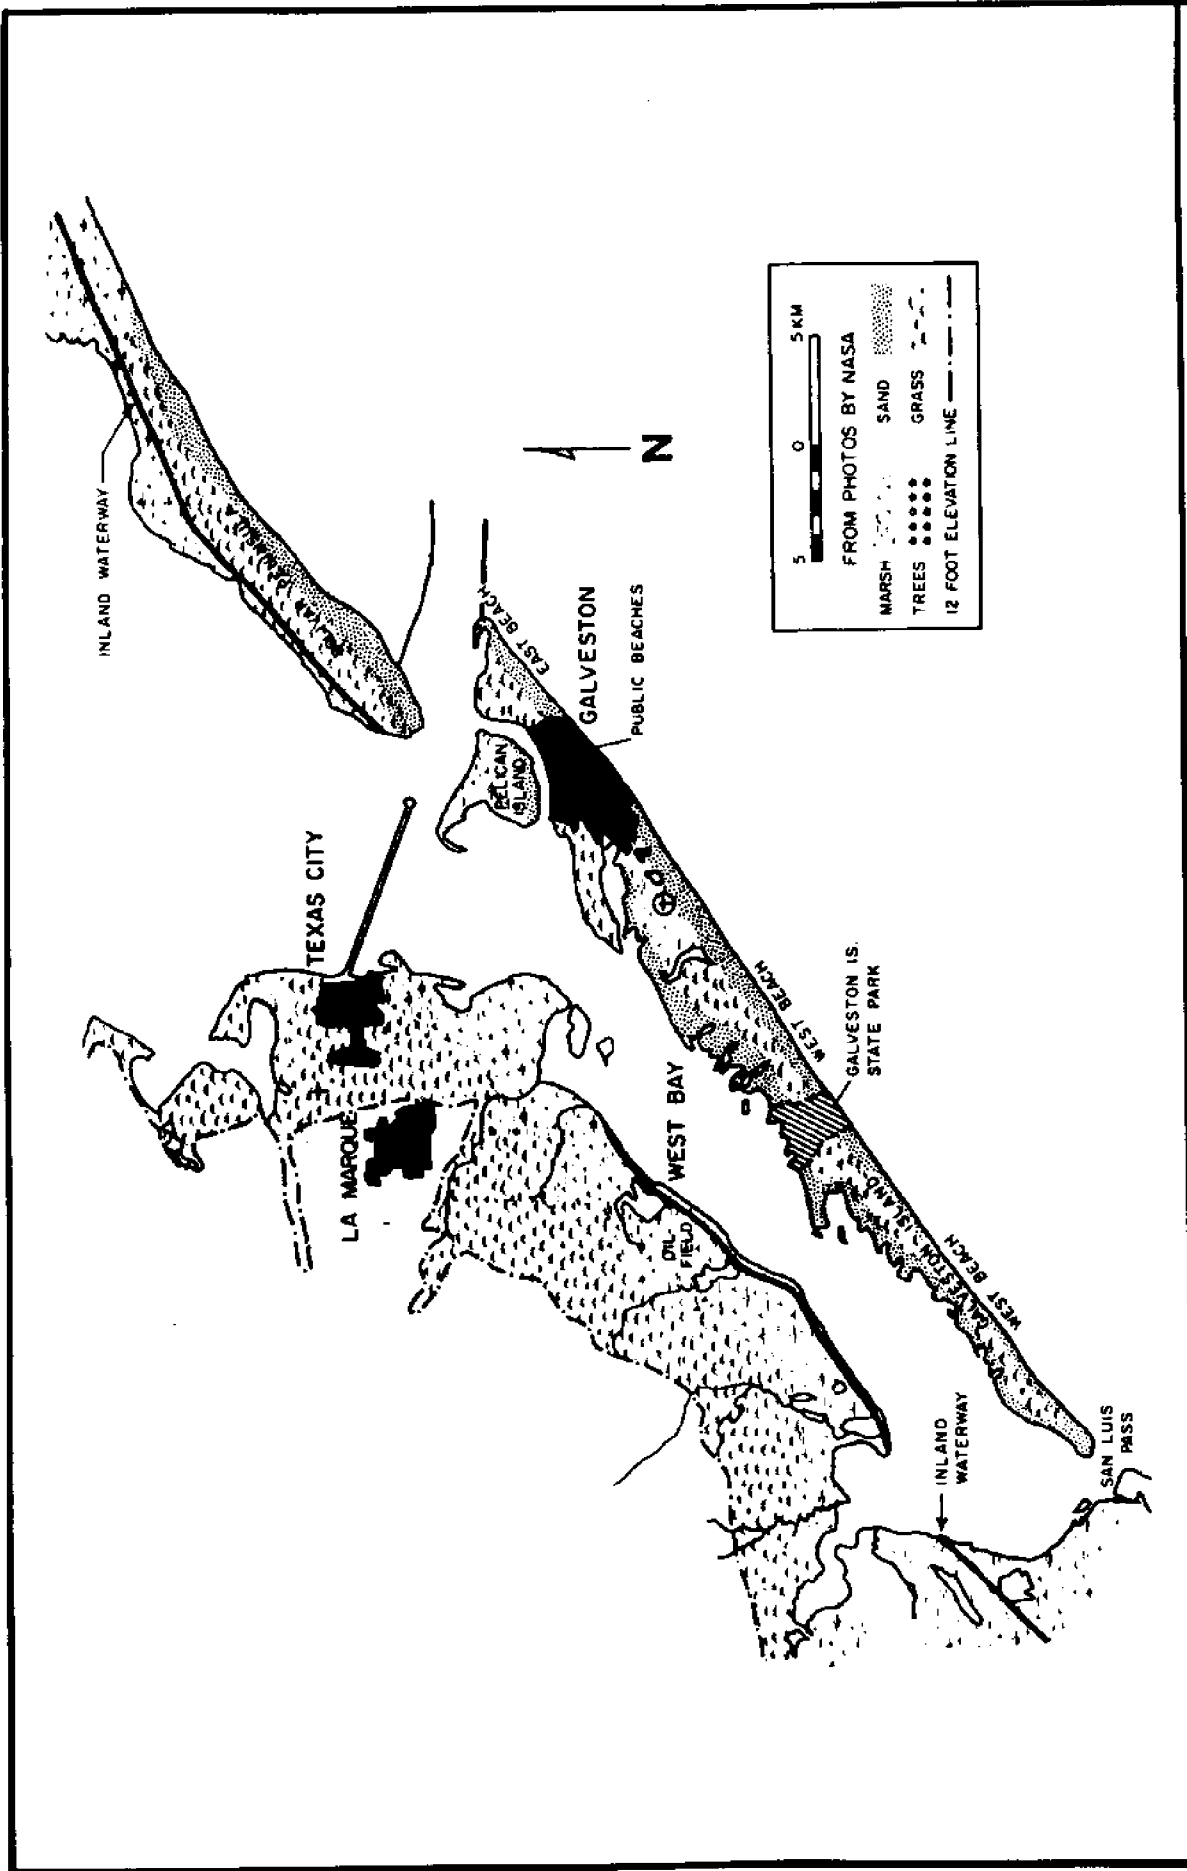 INLAND WATERWAY
BOLIVAR PENINSULA
TEXAS CITY
LA MARQUE
PELICAN
ISLAND
EAST BEACH
GALVESTON
PUBLIC BEACHES
N
WEST BAY
OIL
FIELD
WEST BEACH
GALVESTON IS.
STATE PARK
GALVESTON ISLAND
WEST BEACH
INLAND
WATERWAY
SAN LUIS
PASS
5 0 5 KM
FROM PHOTOS BY NASA
MARSH SAND
TREES GRASS
12 FOOT ELEVATION LINE